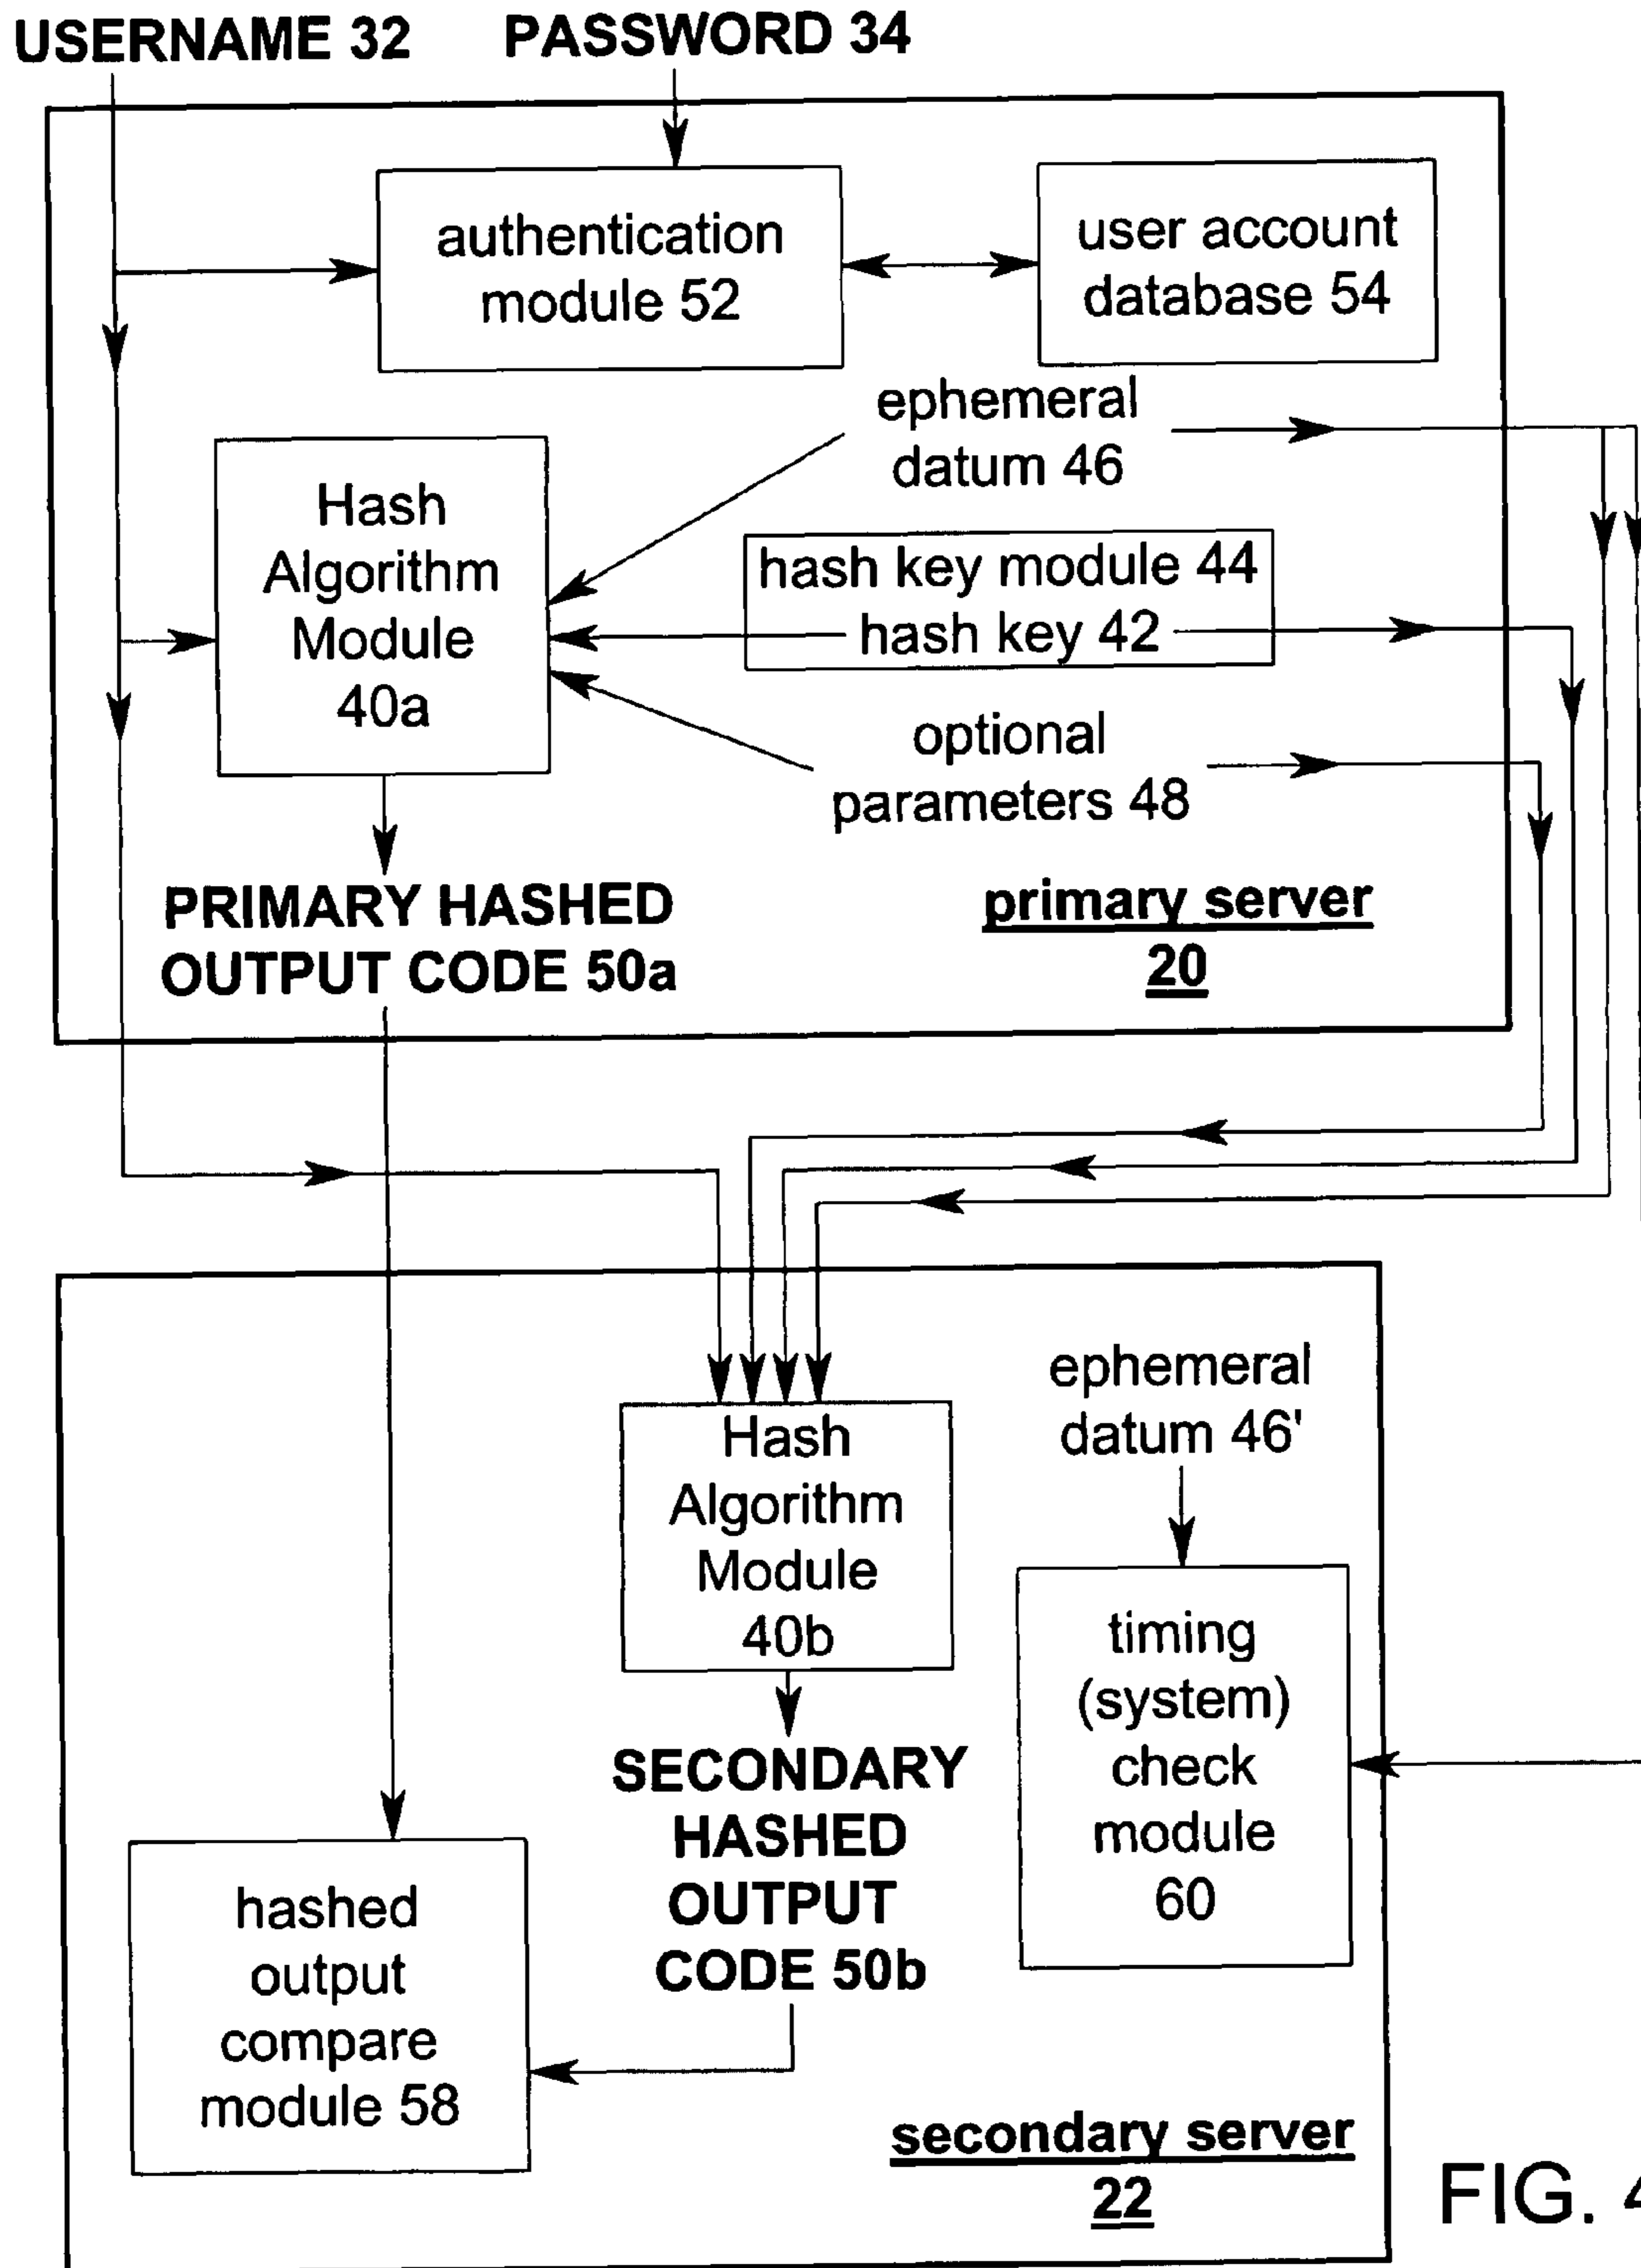 USERNAME 32
PASSWORD 34
authentication
module 52
user account
database 54
ephemeral
datum 46
Hash
Algorithm
Module
40a
hash key module 44
hash key 42
optional
parameters 48
PRIMARY HASHED
OUTPUT CODE 50a
primary server
20
Hash
Algorithm
Module
40b
ephemeral
datum 46'
timing
(system)
check
module
60
SECONDARY
HASHED
OUTPUT
CODE 50b
hashed
output
compare
module 58
secondary server
22
FIG. 4